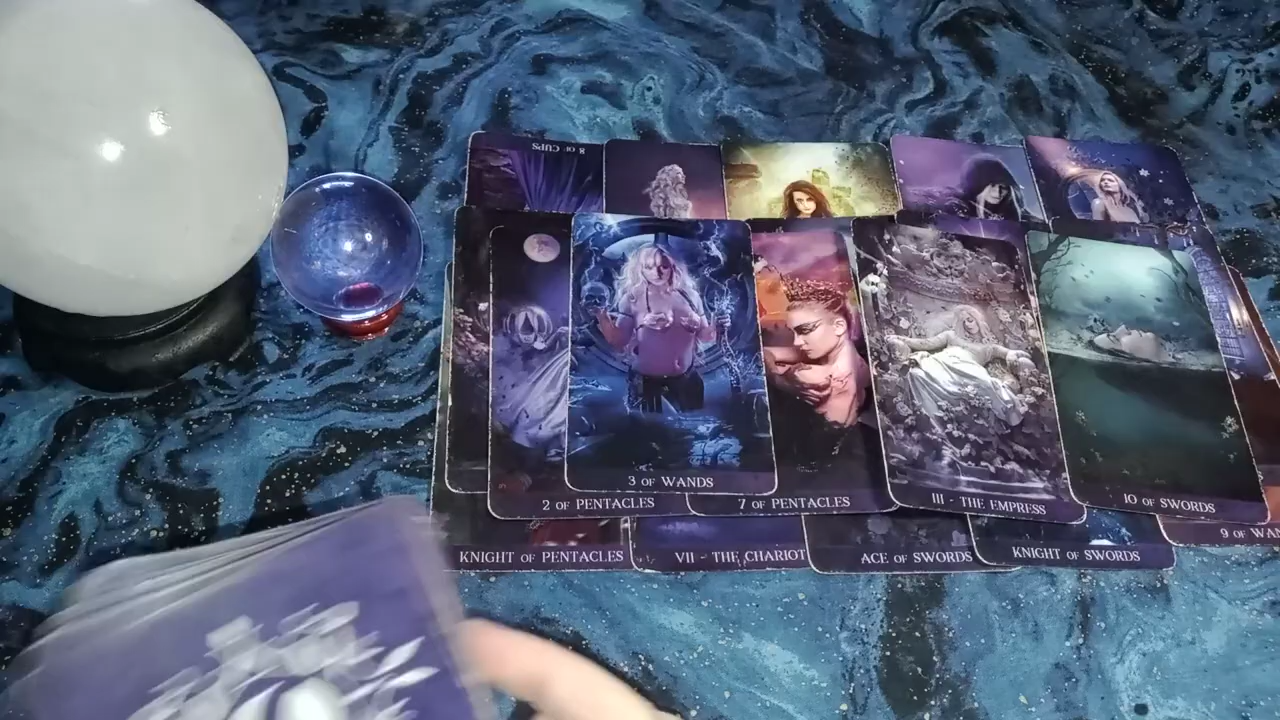 8 OF CUPS
3 OF WANDS
2 OF PENTACLES
7 OF PENTACLES
III - THE EMPRESS
10 OF SWORDS
9 OF
KNIGHT OF PENTACLES
VII - THE CHARIOT
ACE OF SWORDS
KNIGHT OF SWORDS